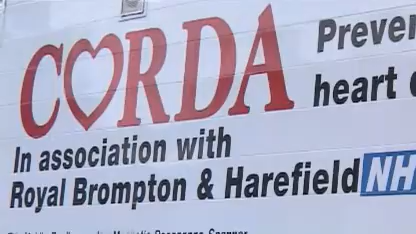 CORDA
Preven
heart d
In association with
Royal Brompton & Harefield NH